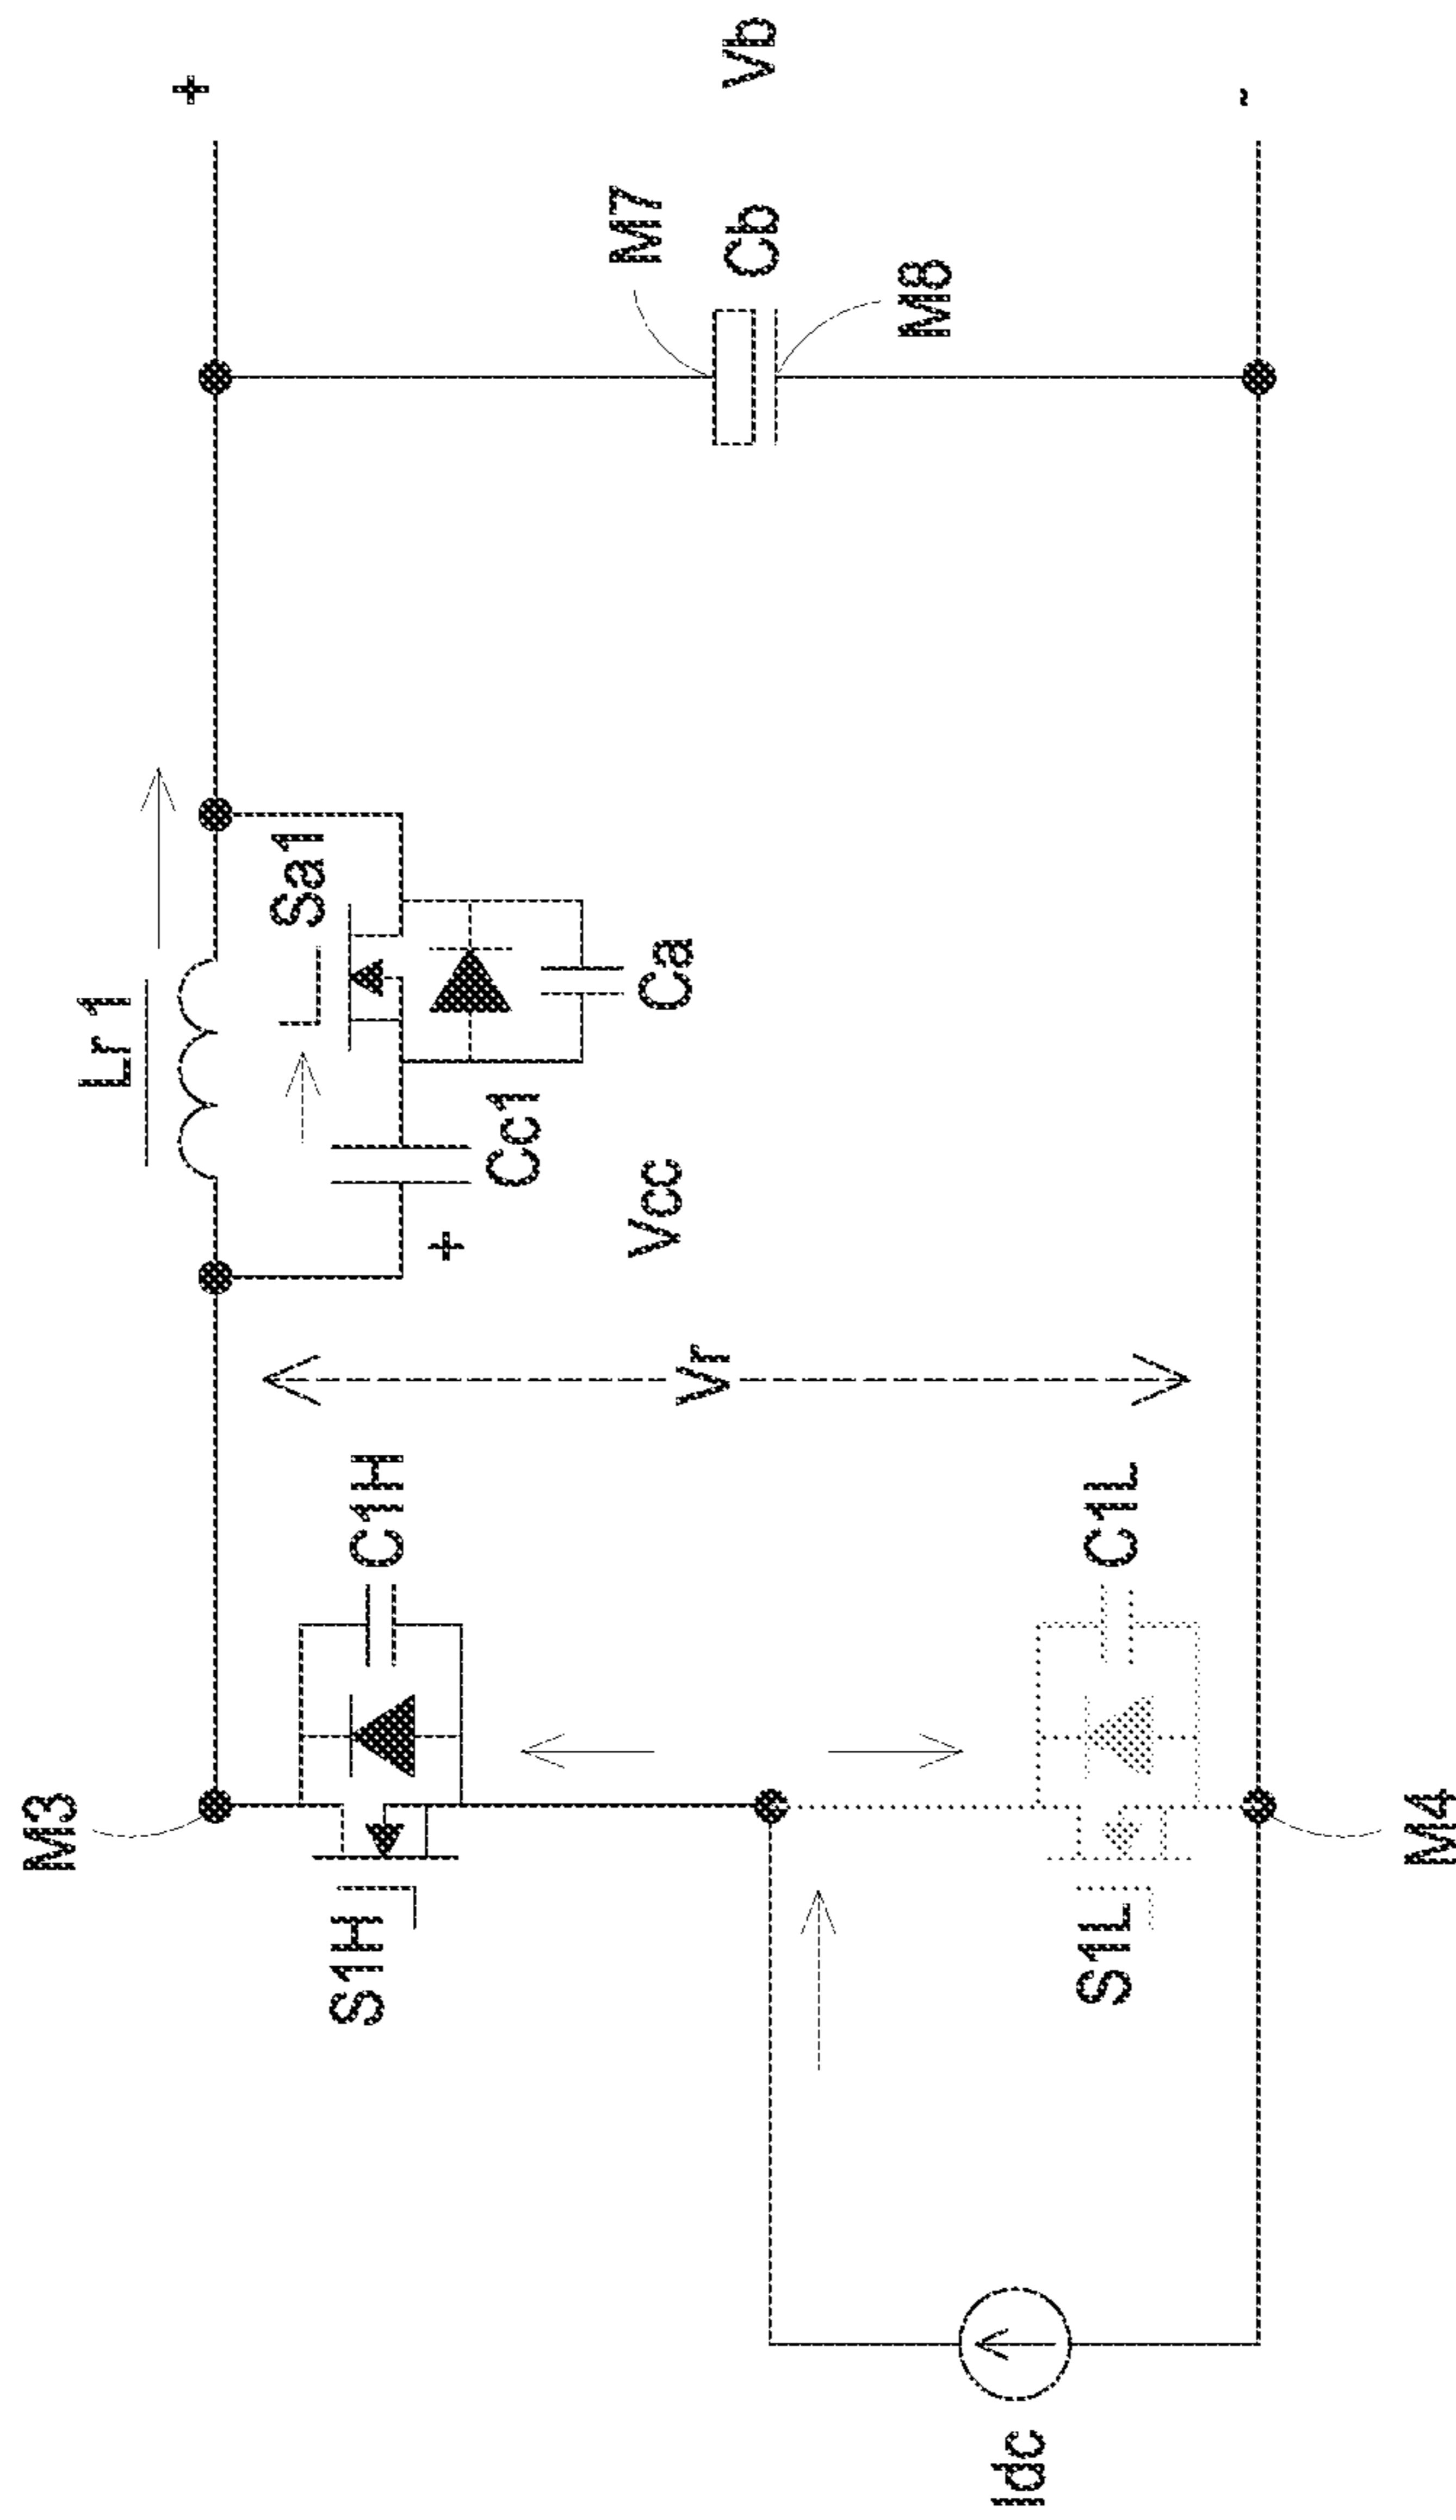 M3
Lr1
+
Sa1
S1H
C1H
+
Cc1
Ca
M7
Vcc
Vr
Cb
Vb
M8
Idc
S1L
C1L
-
M4